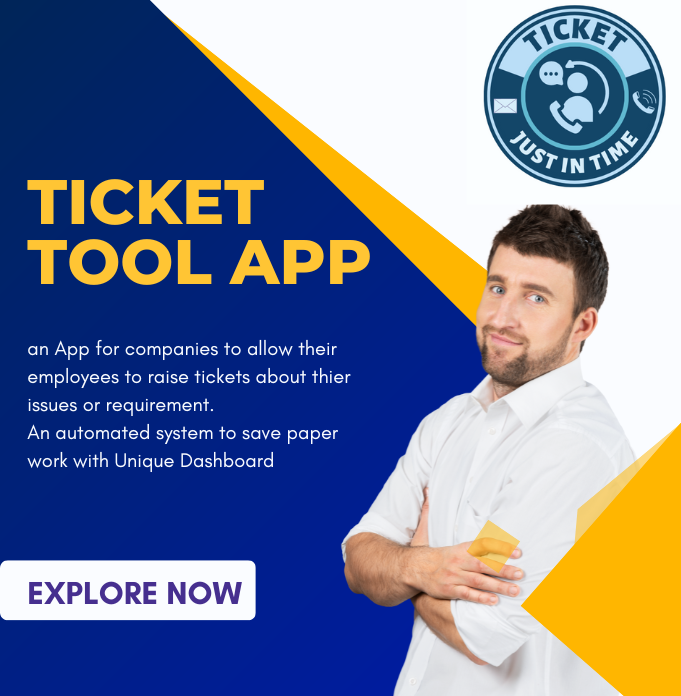 TICKET
JUST IN TIME
TICKET
TOOL APP
an App for companies to allow their
employees to raise tickets about thier
issues or requirement.
An automated system to save paper
work with Unique Dashboard
EXPLORE NOW